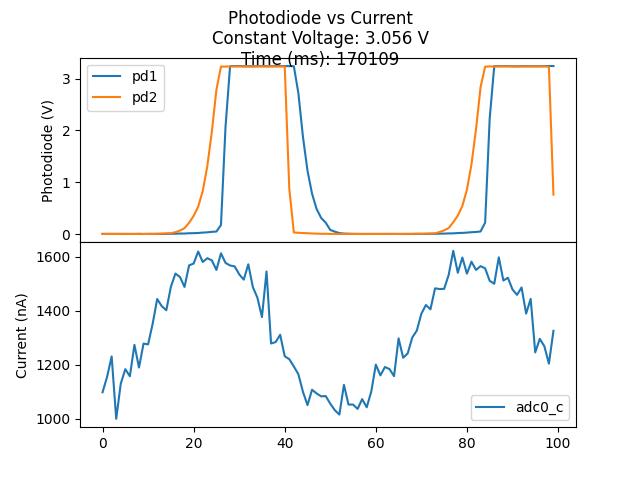 Photodiode vs Current
Constant Voltage: 3.056 V
Time (ms): 170109
3
2
1
0
Photodiode (V)
pd1
pd2
1600
1400
1200
1000
Current (nA)
adc0_c
0 20 40 60 80 100